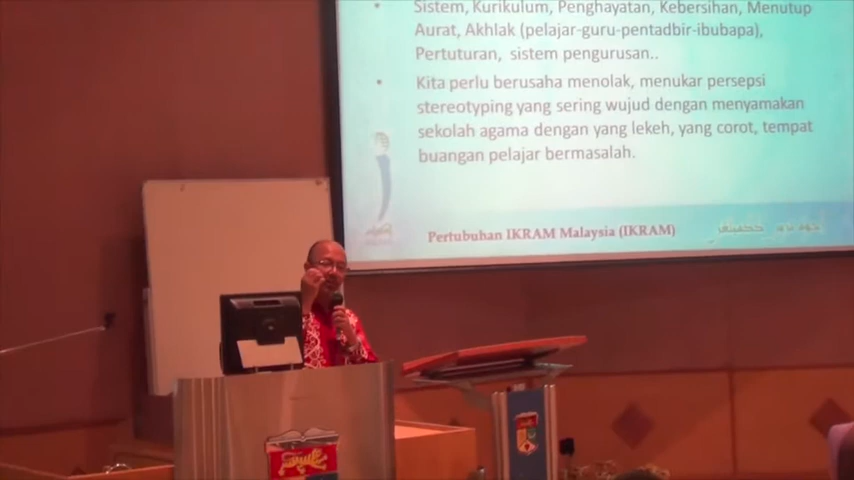 Sistem, Kurikulum, Penghayatan, Kebersihan, Menutup
Aurat, Akhlak (pelajar-guru-pentadbir-ibubapa),
Pertuturan, sistem pengurusan..
• Kita perlu berusaha menolak, menukar persepsi
stereotyping yang sering wujud dengan menyamakan
sekolah agama dengan yang lekeh, yang corot, tempat
buangan pelajar bermasalah.
Pertubuhan IKRAM Malaysia (IKRAM)